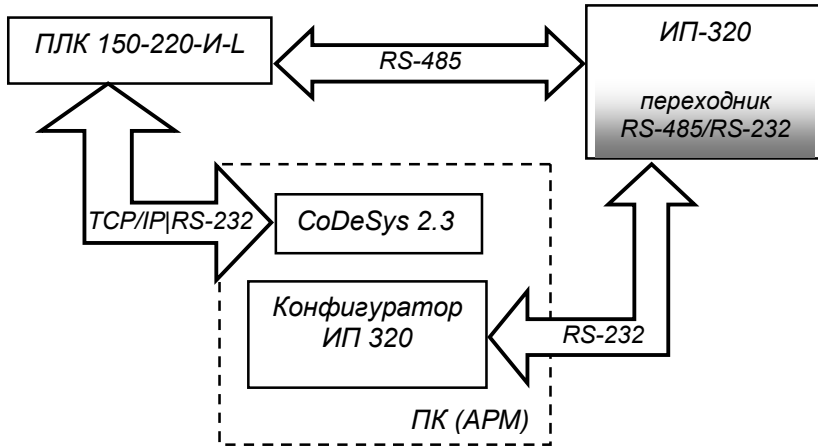 ПЛК 150-220-И-L
RS-485
ИП-320
переходник
RS-485/RS-232
TCP/IP|RS-232
CoDeSys 2.3
Конфигуратор
ИП 320
RS-232
ПК (АРМ)